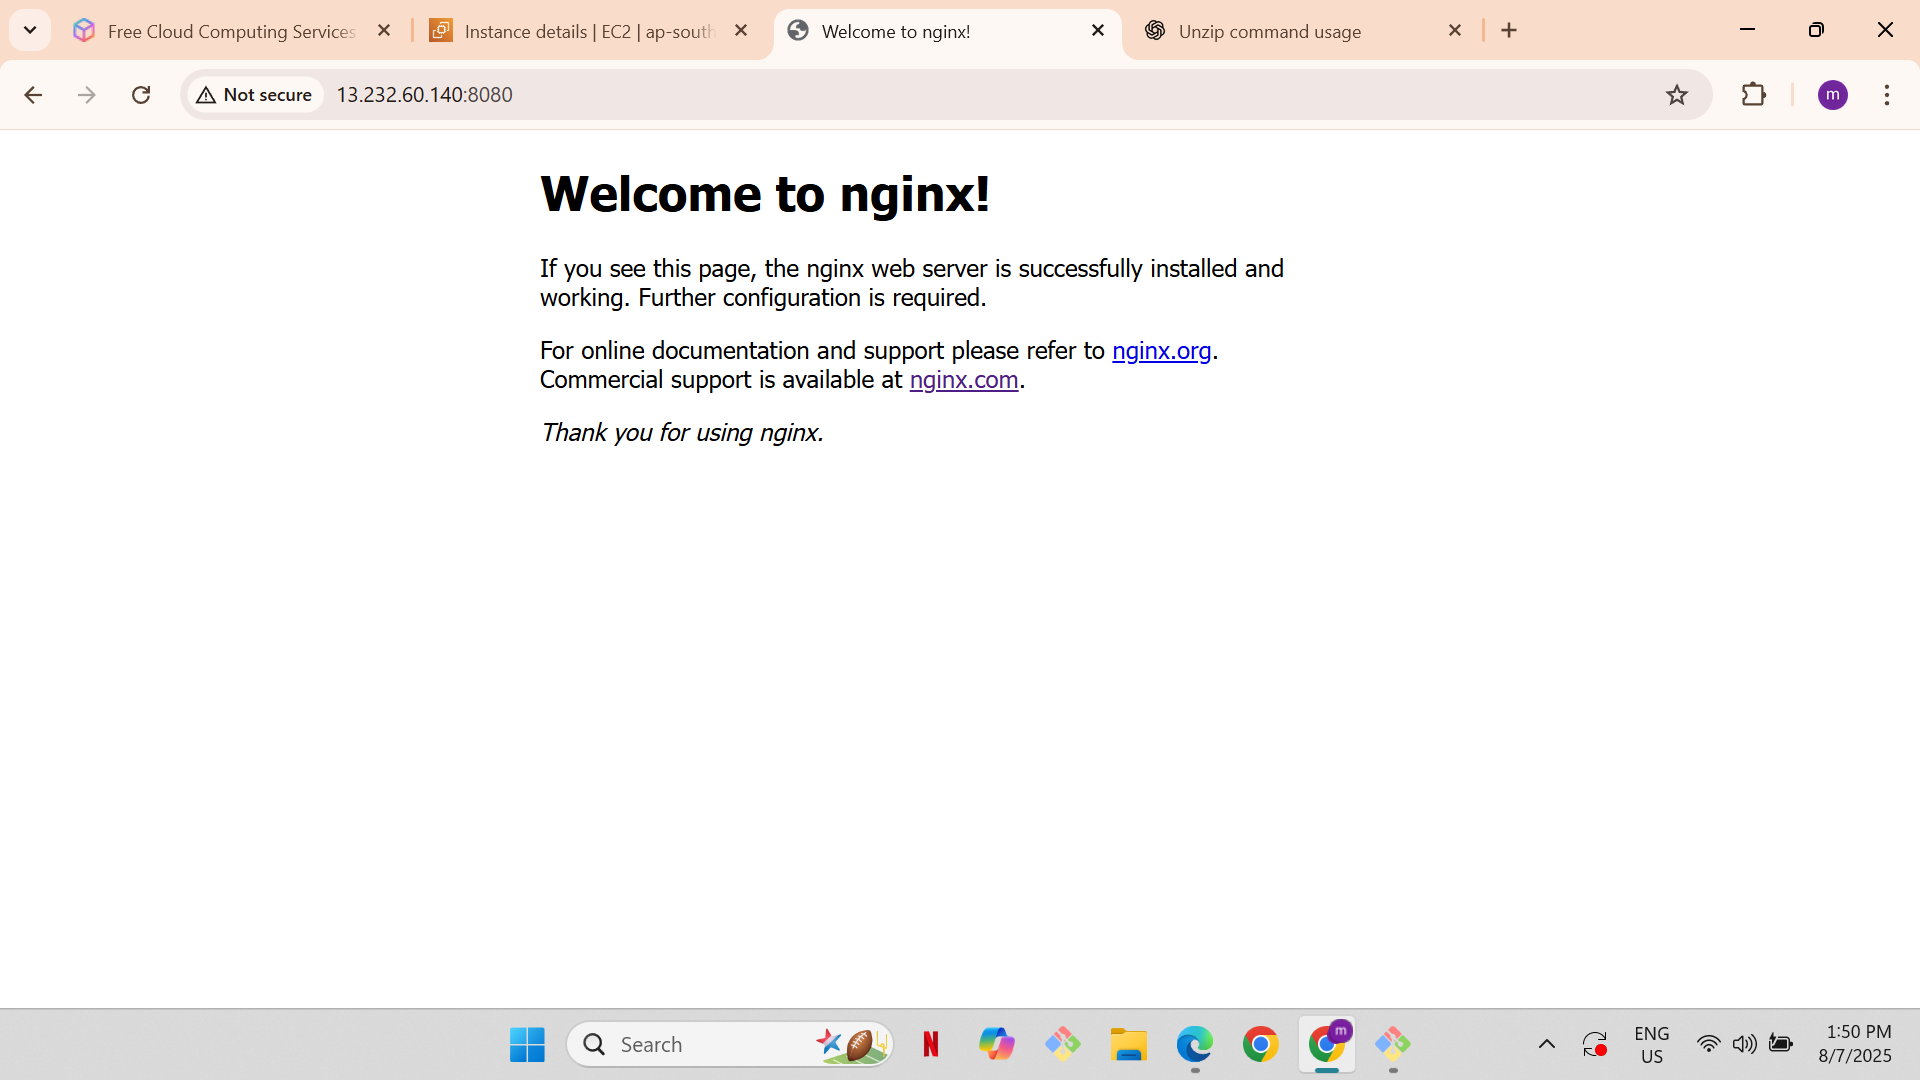 Free Cloud Computing Services
Instance details | EC2 | ap-south
Welcome to nginx!
Unzip command usage
Not secure
13.232.60.140:8080
m
Welcome to nginx!
If you see this page, the nginx web server is successfully installed and
working. Further configuration is required.
For online documentation and support please refer to nginx.org.
Commercial support is available at nginx.com.
Thank you for using nginx.
Search
N
m
ENG
US
1:50 PM
8/7/2025